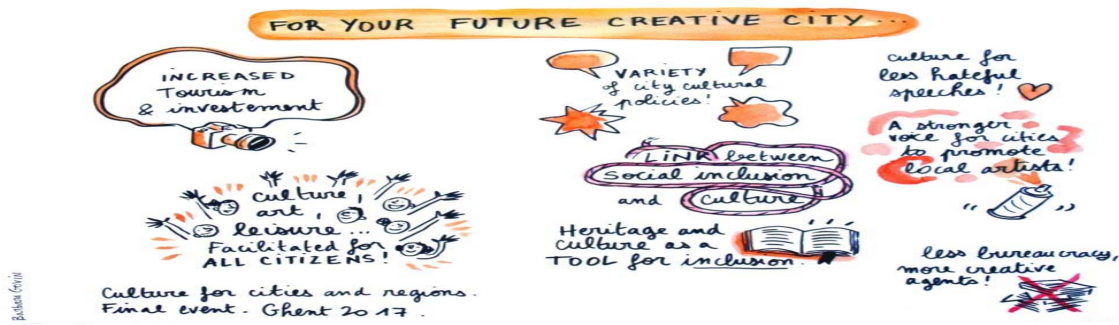 FOR YOUR FUTURE CREATIVE CITY...
INCREASED
Tourism
& investement
VARIETY
of city cultural
policies!
culture for
less hateful
speeches!
A stronger
voice for cities
to promote
local artists!
LiNK between
social inclusion
and culture
culture,
art,
leisure...
Facilitated for
ALL CITIZENS!
Heritage and
culture as a
TOOL for inclusion.
less bureaucracy,
more creative
agents!
Culture for cities and regions.
Final event. Ghent 2017.